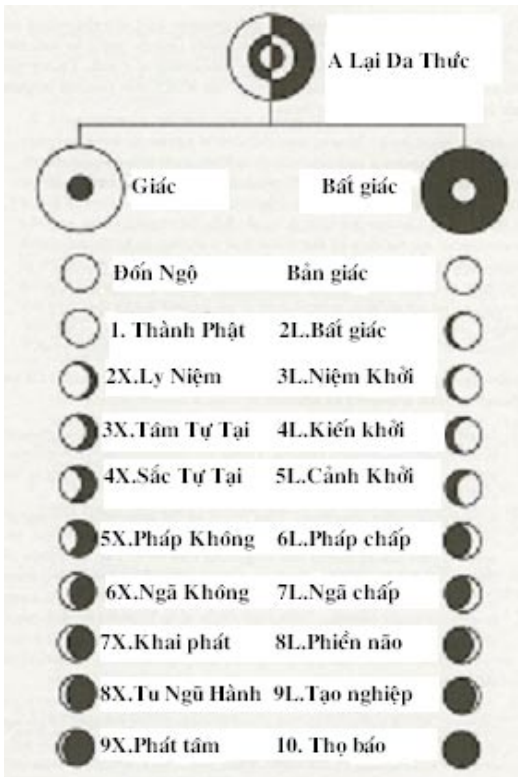 A Lại Da Thức
Giác Bất giác
Đốn Ngộ Bản giác
1. Thành Phật 2L.Bất giác
2X.Ly Niệm 3L.Niệm Khởi
3X.Tâm Tự Tại 4L.Kiến khởi
4X.Sắc Tự Tại 5L.Cảnh Khởi
5X.Pháp Không 6L.Pháp chấp
6X.Ngã Không 7L.Ngã chấp
7X.Khai phát 8L.Phiền não
8X.Tu Ngũ Hành 9L.Tạo nghiệp
9X.Phát tâm 10. Thọ báo